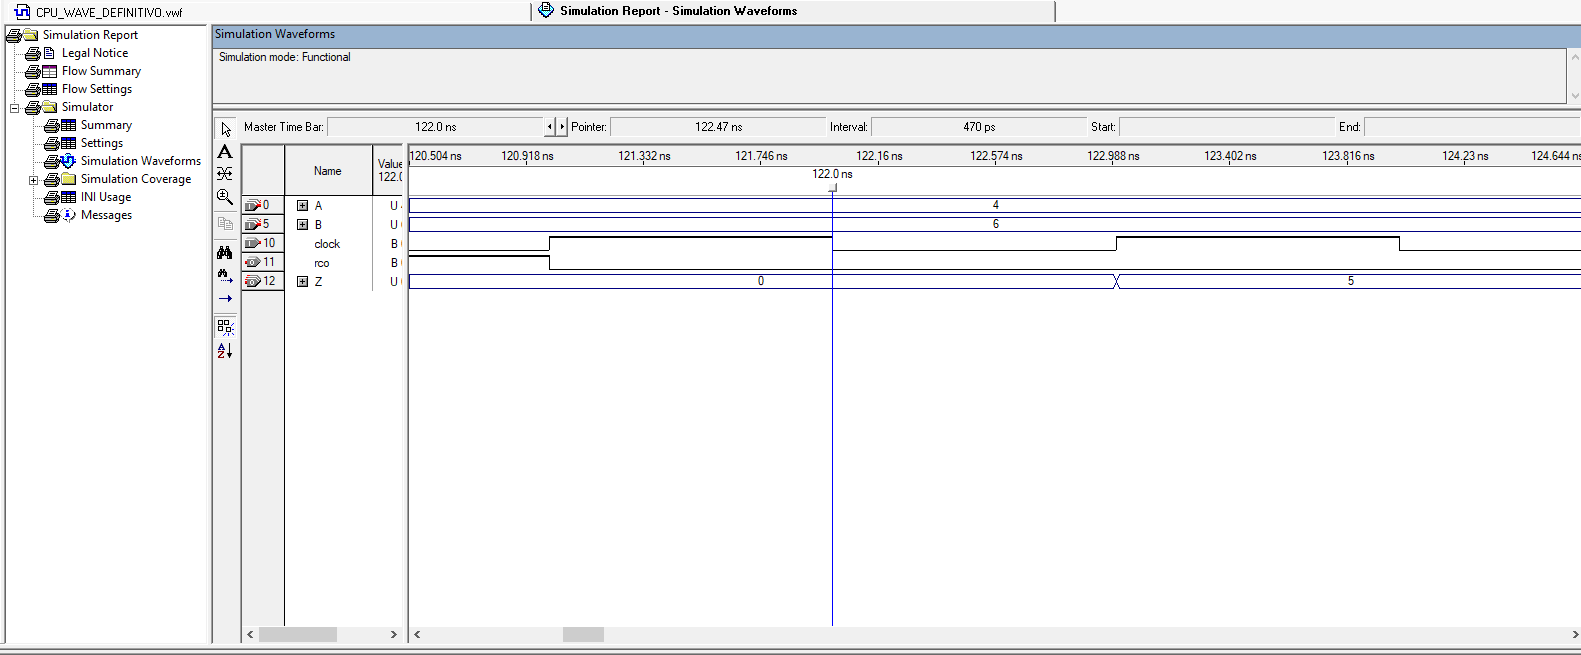 CPU_WAVE_DEFINITIVO.vwf
Simulation Report - Simulation Waveforms
Simulation Report
Legal Notice
Flow Summary
Flow Settings
Simulator
Summary
Settings
Simulation Waveforms
Simulation Coverage
INI Usage
Messages
Simulation Waveforms
Simulation mode: Functional
Master Time Bar: 122.0 ns Pointer: 122.47 ns Interval: 470 ps Start: End:
Name
Value
122.0
120.504 ns 120.918 ns 121.332 ns 121.746 ns 122.16 ns 122.574 ns 122.988 ns 123.402 ns 123.816 ns 124.23 ns 124.644 ns
122.0 ns
0 A U 4
5 B U 6
10 clock B
11 rco B
12 Z U 0 5